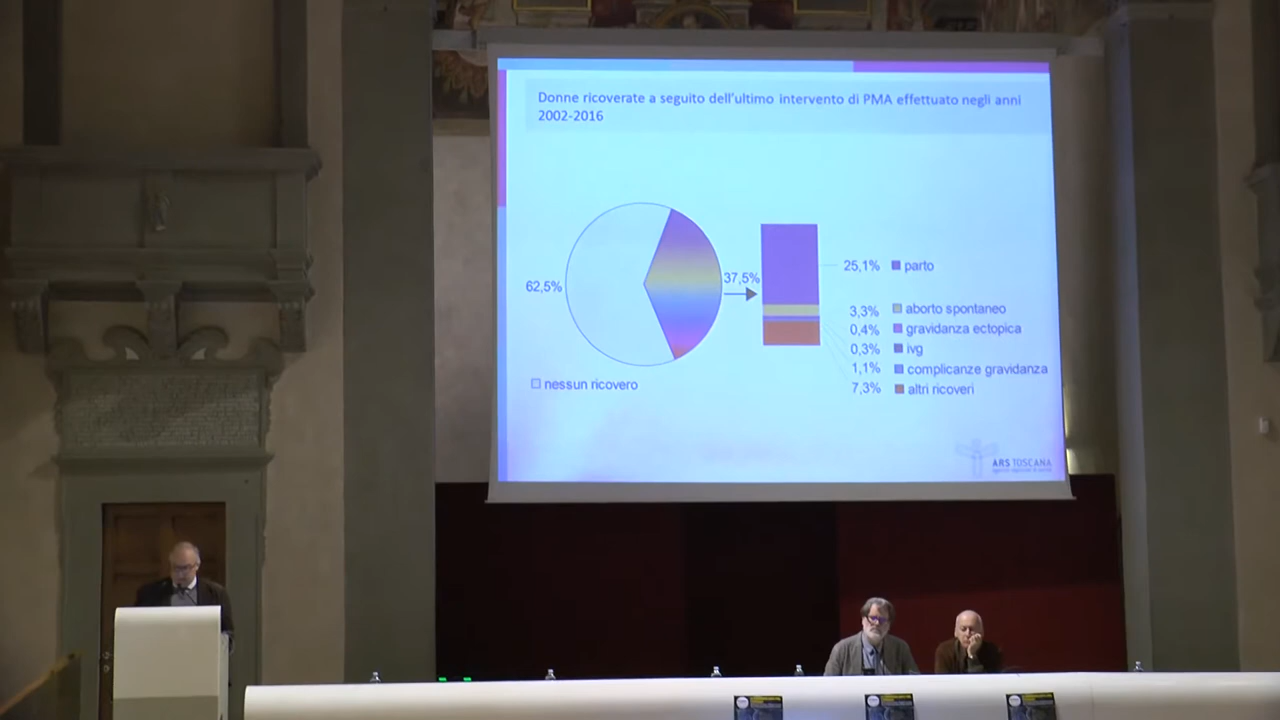 Donne ricoverate a seguito dell'ultimo intervento di PMA effettuato negli anni
2002-2016
62,5%
37,5%
25,1% parto
3,3% aborto spontaneo
0,4% gravidanza ectopica
0,3% ivg
1,1% complicanze gravidanza
7,3% altri ricoveri
nessun ricovero
ARS TOSCANA